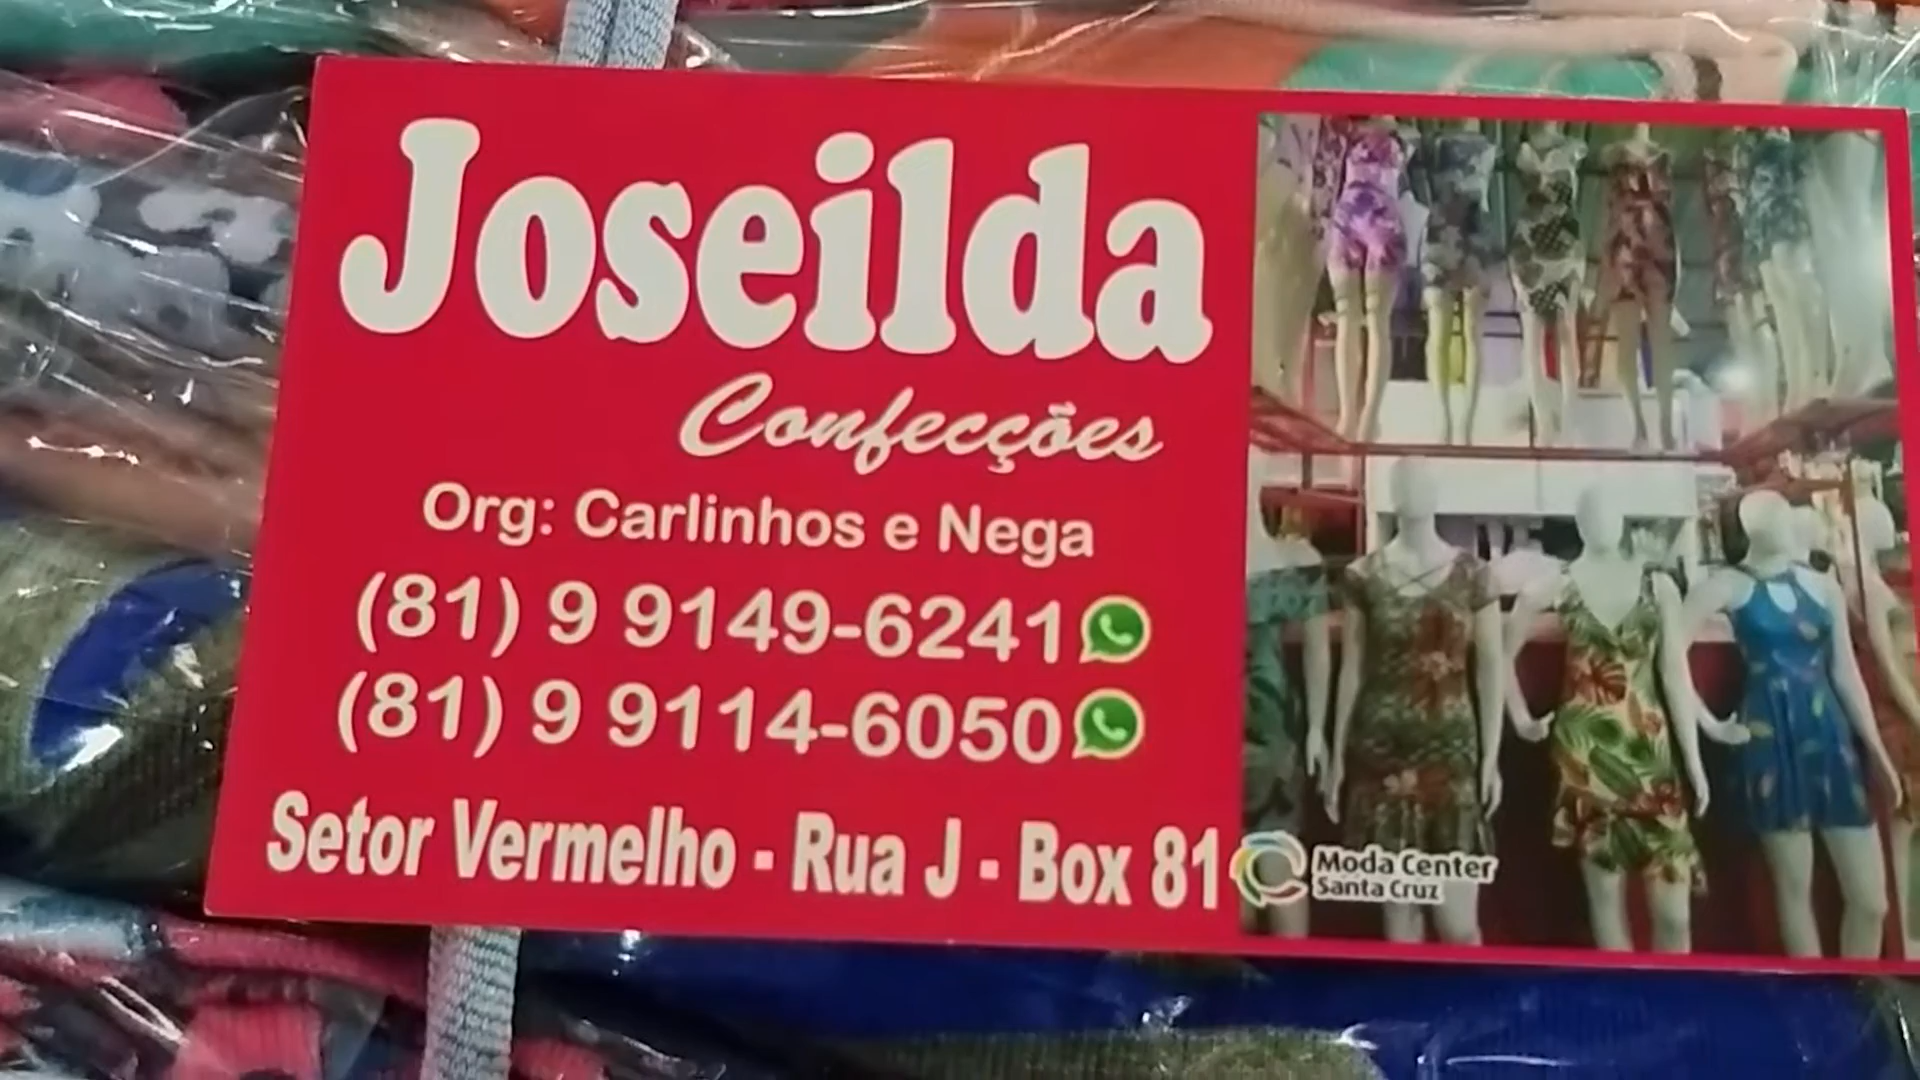 Joseilda
Confecções
Org: Carlinhos e Nega
(81) 9 9149-6241
(81) 9 9114-6050
Setor Vermelho - Rua J - Box 81
Moda Center
Santa Cruz